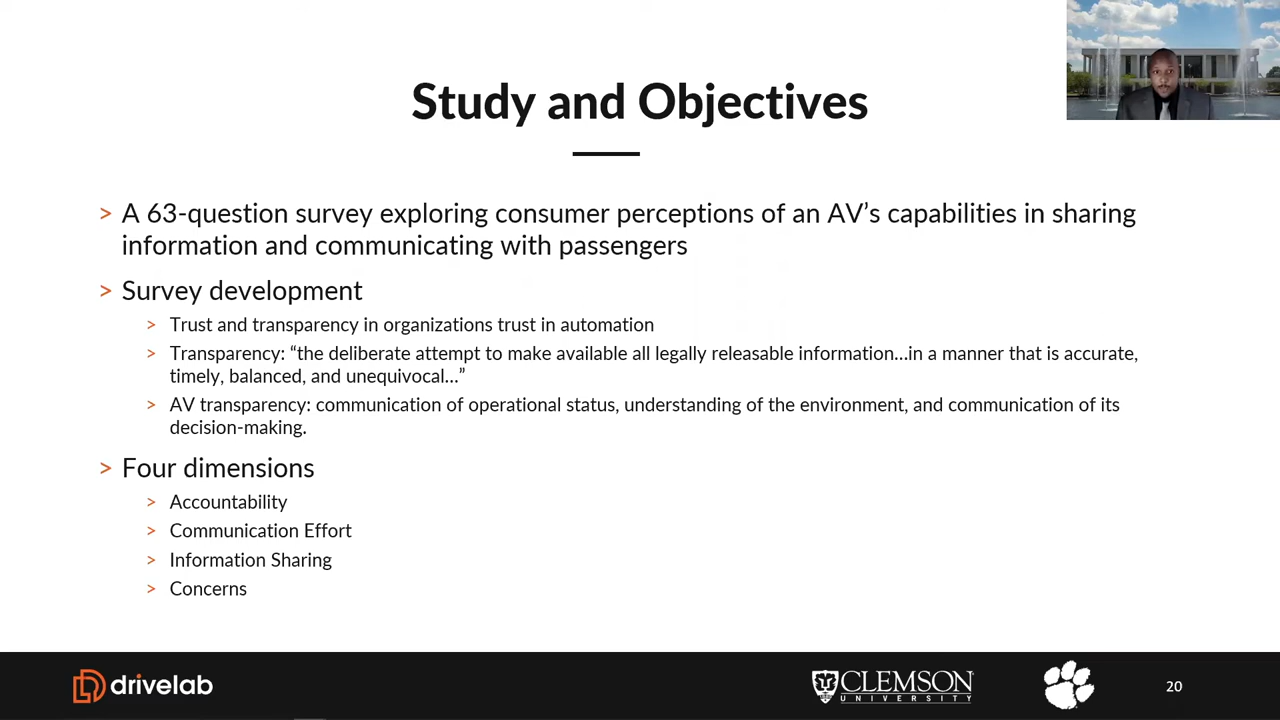 Study and Objectives
> A 63-question survey exploring consumer perceptions of an AV’s capabilities in sharing
information and communicating with passengers
> Survey development
> Trust and transparency in organizations trust in automation
> Transparency: “the deliberate attempt to make available all legally releasable information...in a manner that is accurate,
timely, balanced, and unequivocal...”
> AV transparency: communication of operational status, understanding of the environment, and communication of its
decision-making.
> Four dimensions
> Accountability
> Communication Effort
> Information Sharing
> Concerns
drivelab
CLEMSON
UNIVERSITY
20